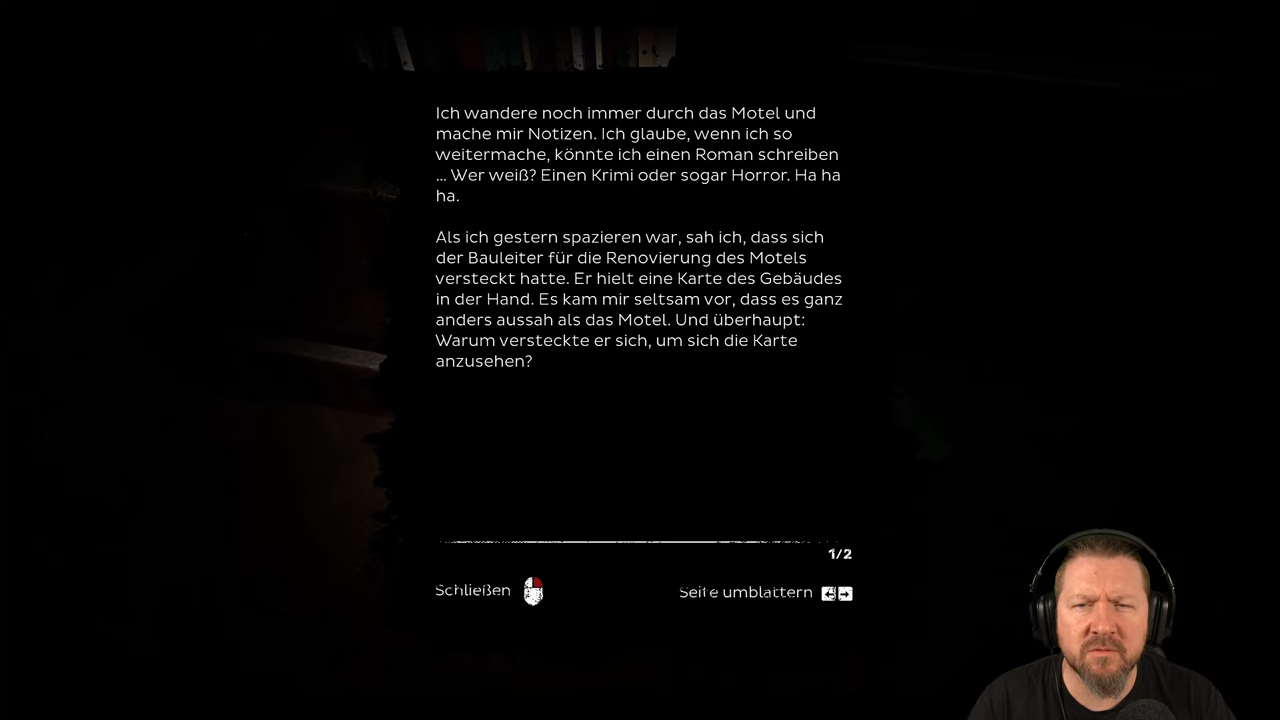 Ich wandere noch immer durch das Motel und
mache mir Notizen. Ich glaube, wenn ich so
weitermache, könnte ich einen Roman schreiben
... Wer weiß? Einen Krimi oder sogar Horror. Ha ha
ha.
Als ich gestern spazieren war, sah ich, dass sich
der Bauleiter für die Renovierung des Motels
versteckt hatte. Er hielt eine Karte des Gebäudes
in der Hand. Es kam mir seltsam vor, dass es ganz
anders aussah als das Motel. Und überhaupt:
Warum versteckte er sich, um sich die Karte
anzusehen?
1/2
Schließen
Seite umblättern